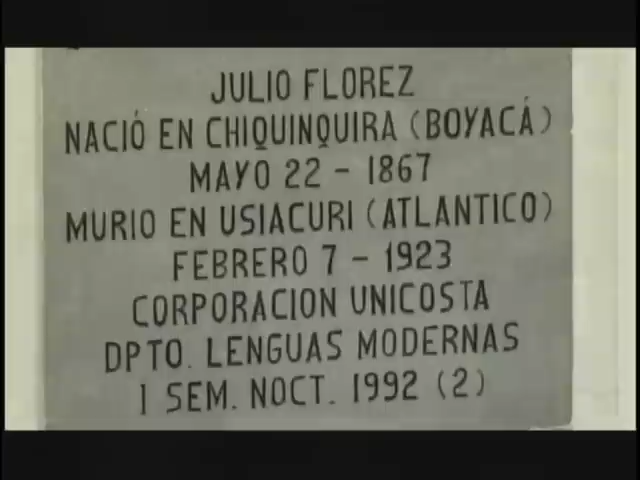 JULIO FLOREZ
NACIÓ EN CHIQUINQUIRA (BOYACÁ)
MAYO 22 - 1867
MURIO EN USIACURI (ATLANTICO)
FEBRERO 7 - 1923
CORPORACION UNICOSTA
DPTO. LENGUAS MODERNAS
I SEM. NOCT. 1992 (2)